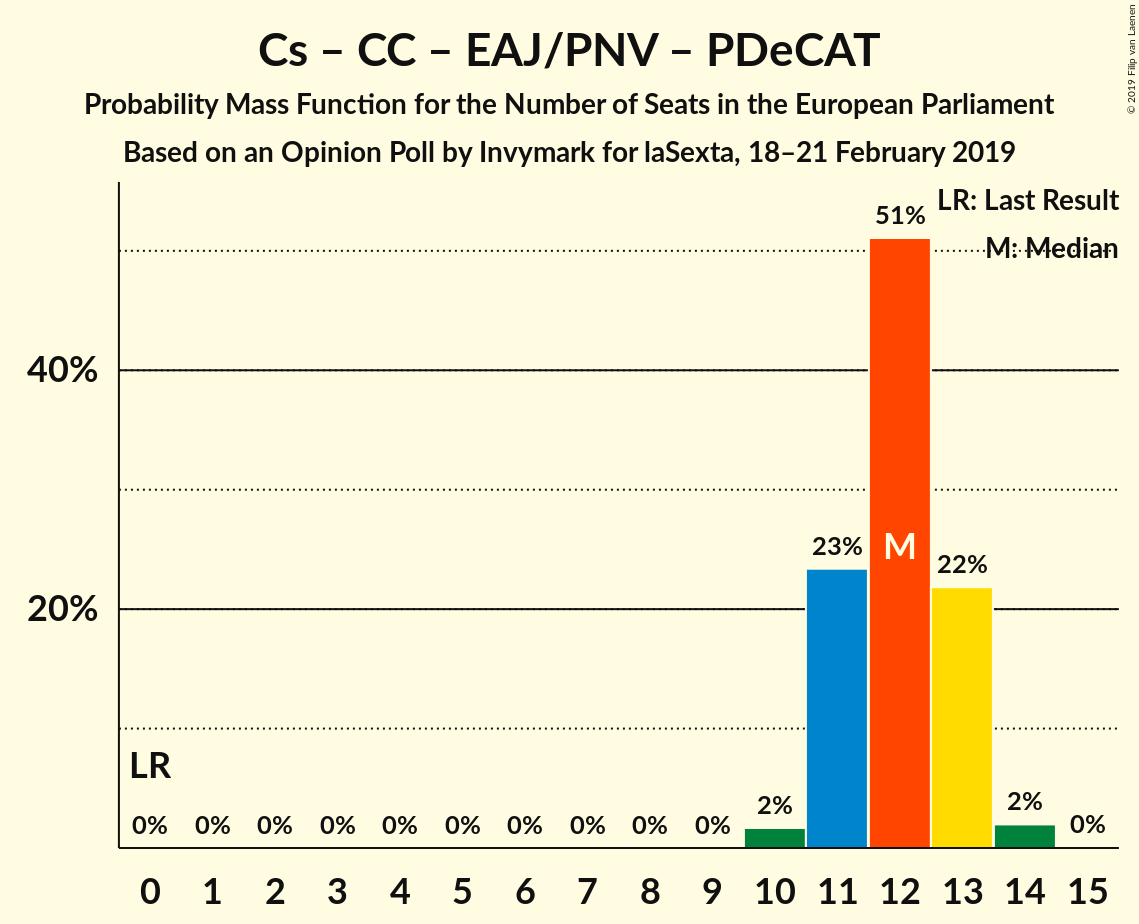 Cs – CC – EAJ/PNV – PDeCAT
Probability Mass Function for the Number of Seats in the European Parliament
Based on an Opinion Poll by Invymark for laSexta, 18–21 February 2019
© 2019 Filip van Laenen
LR: Last Result
M: Median
51%
40%
23%
M
22%
20%
LR
0% 0% 0% 0% 0% 0% 0% 0% 0% 0% 2% 2% 0%
0 1 2 3 4 5 6 7 8 9 10 11 12 13 14 15